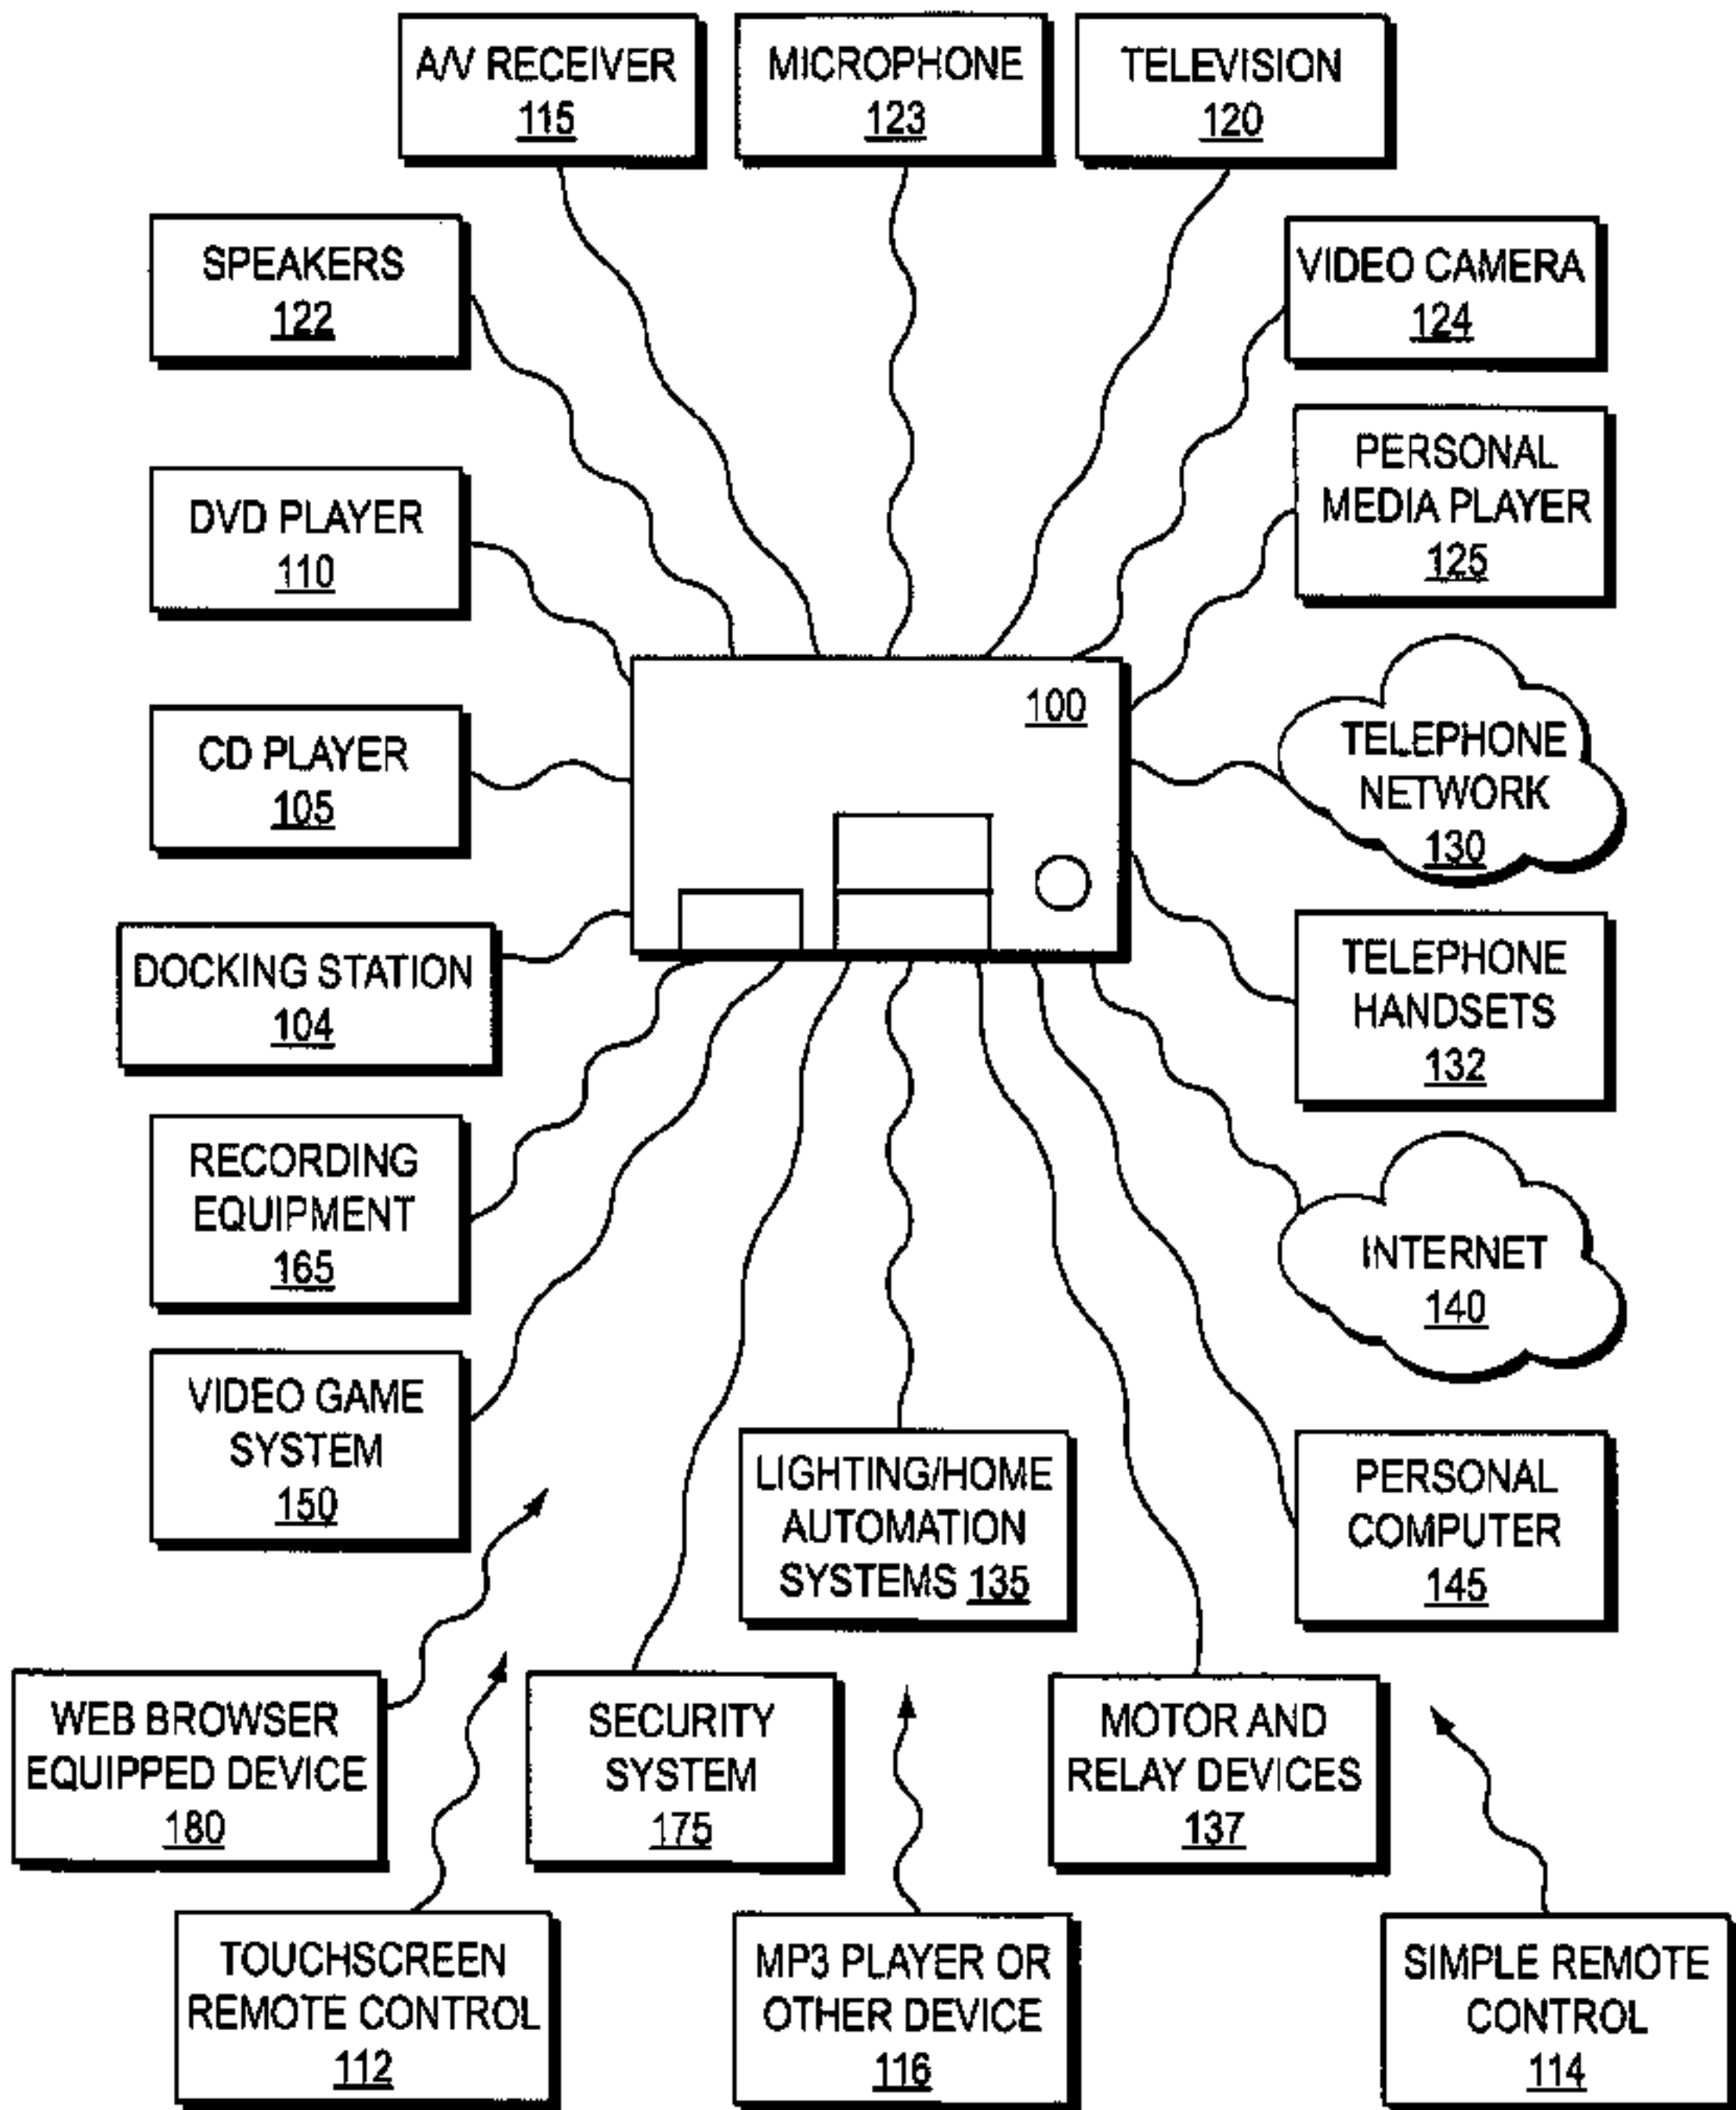 A/V RECEIVER
115
MICROPHONE
123
TELEVISION
120
SPEAKERS
122
VIDEO CAMERA
124
DVD PLAYER
110
PERSONAL
MEDIA PLAYER
125
100
CD PLAYER
105
TELEPHONE
NETWORK
130
DOCKING STATION
104
TELEPHONE
HANDSETS
132
RECORDING
EQUIPMENT
165
INTERNET
140
VIDEO GAME
SYSTEM
150
LIGHTING/HOME
AUTOMATION
SYSTEMS 135
PERSONAL
COMPUTER
145
WEB BROWSER
EQUIPPED DEVICE
180
SECURITY
SYSTEM
175
MOTOR AND
RELAY DEVICES
137
TOUCHSCREEN
REMOTE CONTROL
112
MP3 PLAYER OR
OTHER DEVICE
116
SIMPLE REMOTE
CONTROL
114